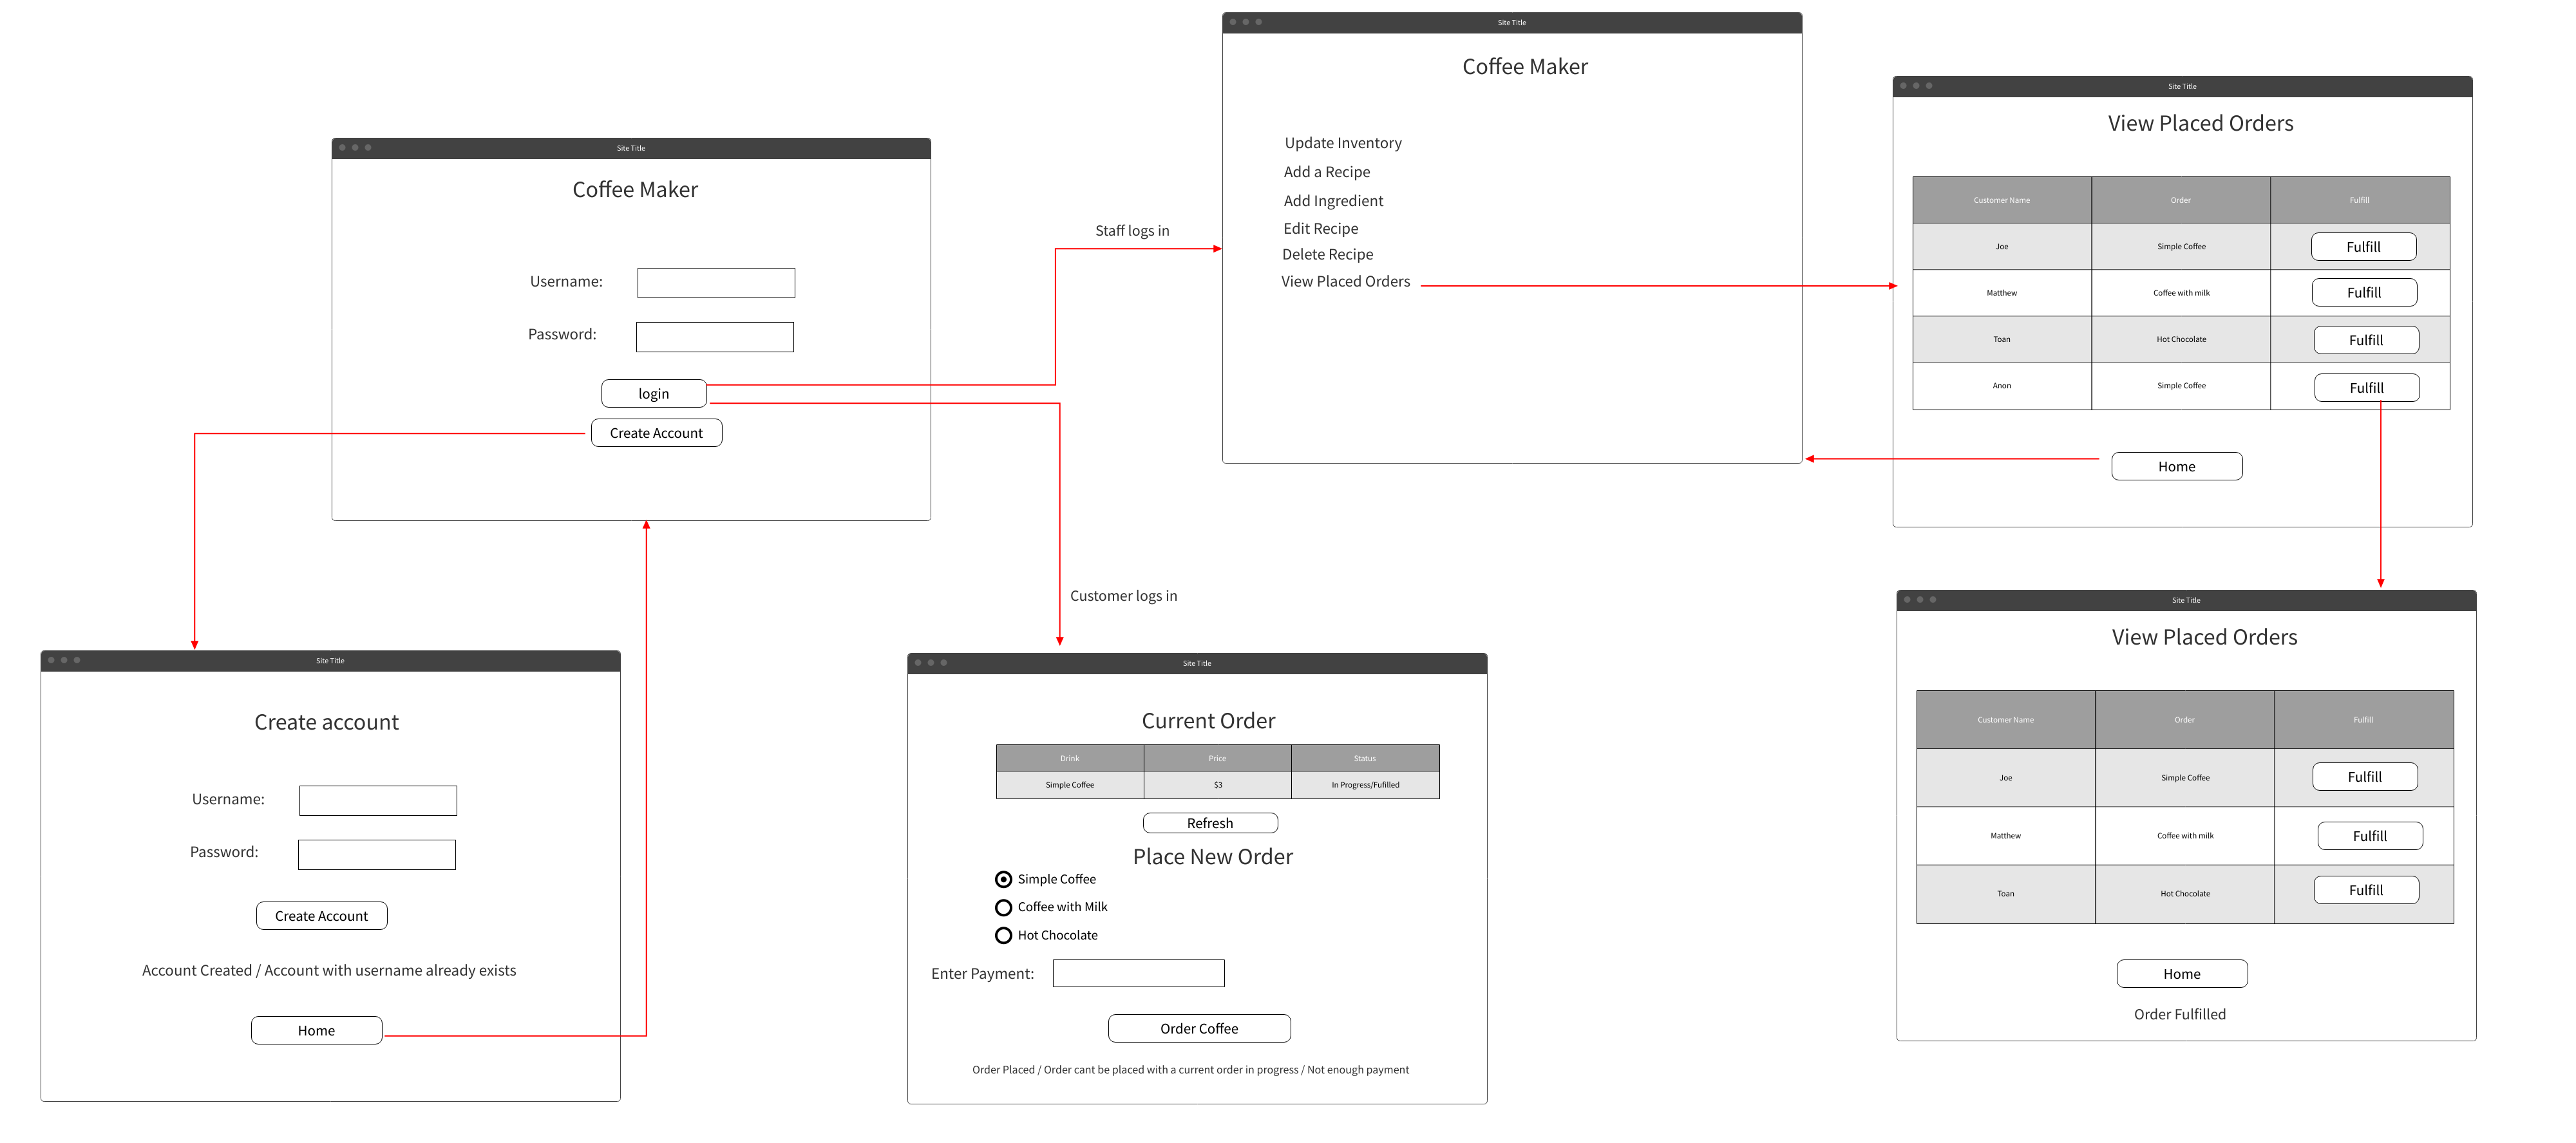 Site Title
Coffee Maker
Username:
Password:
login
Create Account
Staff logs in
Customer logs in
Site Title
Coffee Maker
Update Inventory
Add a Recipe
Add Ingredient
Edit Recipe
Delete Recipe
View Placed Orders
Site Title
View Placed Orders
Customer Name Order Fulfill
Joe Simple Coffee Fulfill
Matthew Coffee with milk Fulfill
Toan Hot Chocolate Fulfill
Anon Simple Coffee Fulfill
Home
Site Title
Create account
Username:
Password:
Create Account
Account Created / Account with username already exists
Home
Site Title
Current Order
Drink Price Status
Simple Coffee $3 In Progress/Fufilled
Refresh
Place New Order
Simple Coffee
Coffee with Milk
Hot Chocolate
Enter Payment:
Order Coffee
Order Placed / Order cant be placed with a current order in progress / Not enough payment
Site Title
View Placed Orders
Customer Name Order Fulfill
Joe Simple Coffee Fulfill
Matthew Coffee with milk Fulfill
Toan Hot Chocolate Fulfill
Home
Order Fulfilled